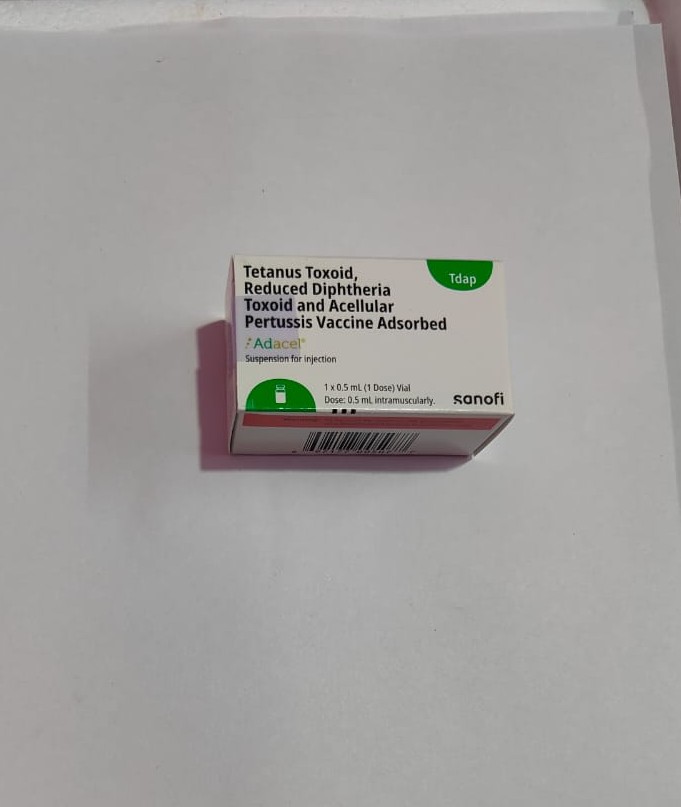 Tetanus Toxoid,
Reduced Diphtheria
Toxoid and Acellular
Pertussis Vaccine Adsorbed
Tdap
Adacel®
Suspension for injection
1 x 0.5 mL (1 Dose) Vial
Dose: 0.5 mL intramuscularly.
sanofi